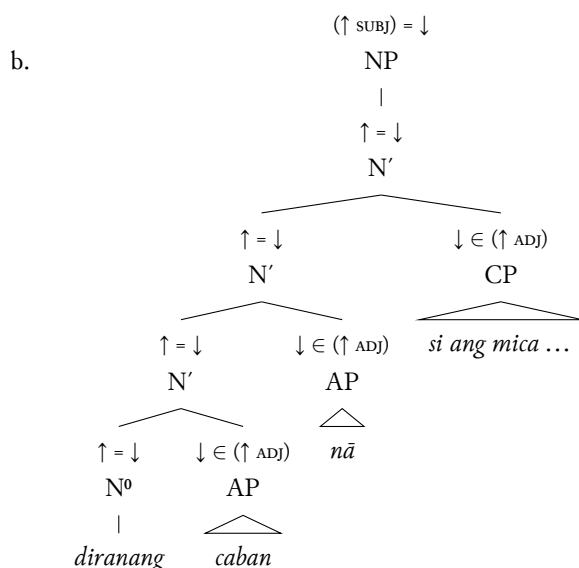 (↑ SUBJ) = ↓
b. NP
↑ = ↓
N′
↑ = ↓ ↓ ∈ (↑ ADJ)
N′ CP
↑ = ↓ ↓ ∈ (↑ ADJ) si ang mica …
N′ AP
↑ = ↓ ↓ ∈ (↑ ADJ) nā
N⁰ AP
diranang caban